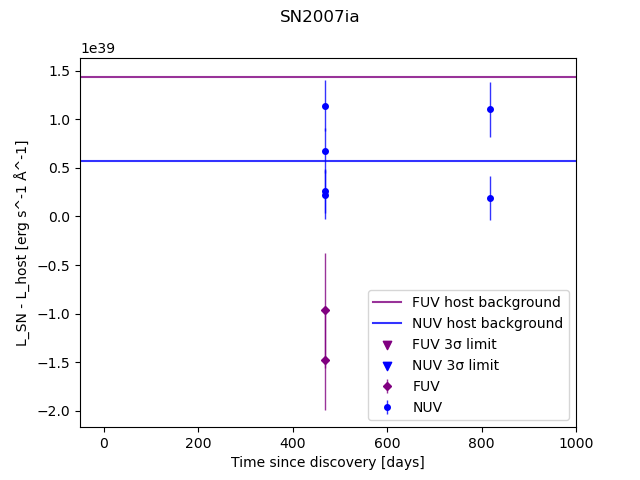 SN2007ia
1e39
1.5
1.0
0.5
0.0
−0.5
−1.0
−1.5
−2.0
L_SN - L_host [erg s^-1 Å^-1]
FUV host background
NUV host background
FUV 3σ limit
NUV 3σ limit
FUV
NUV
0 200 400 600 800 1000
Time since discovery [days]